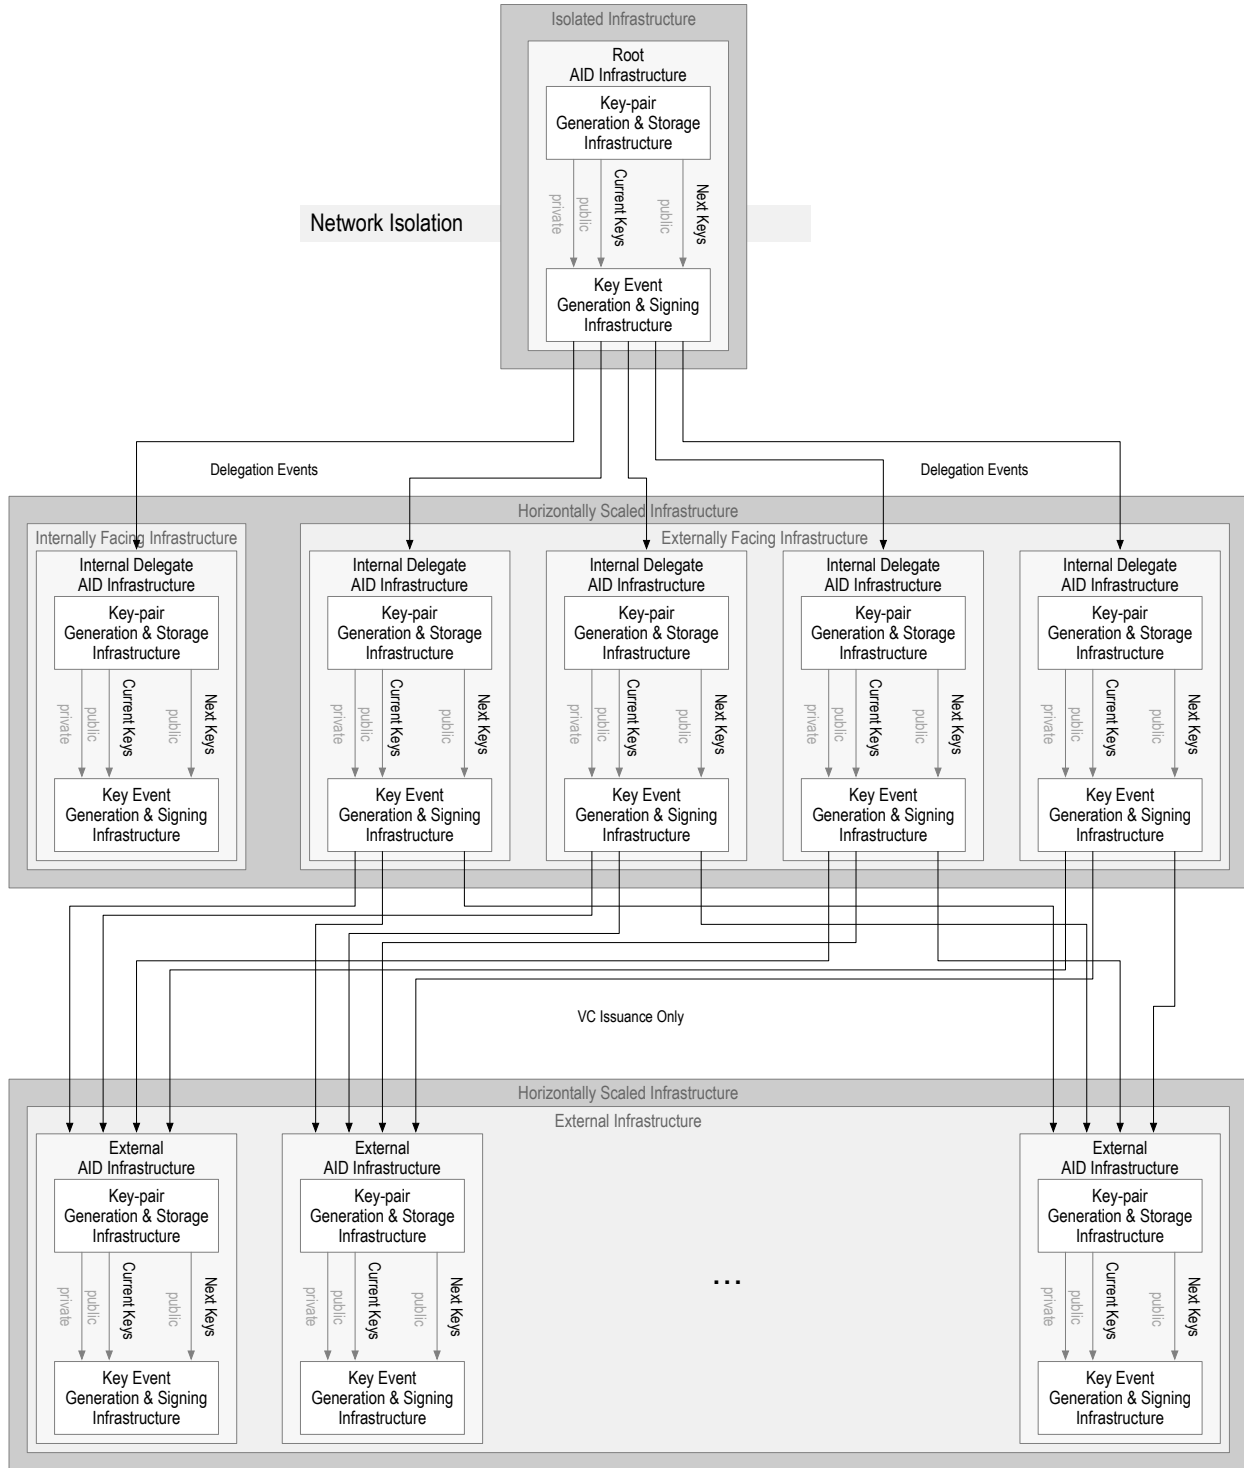 Isolated Infrastructure
Root
AID Infrastructure
Key-pair
Generation & Storage
Infrastructure
private
public
Current Keys
public
Next Keys
Network Isolation
Key Event
Generation & Signing
Infrastructure
Delegation Events
Delegation Events
Horizontally Scaled Infrastructure
Internally Facing Infrastructure
Externally Facing Infrastructure
Internal Delegate
AID Infrastructure
Key-pair
Generation & Storage
Infrastructure
private
public
Current Keys
public
Next Keys
Key Event
Generation & Signing
Infrastructure
Internal Delegate
AID Infrastructure
Key-pair
Generation & Storage
Infrastructure
private
public
Current Keys
public
Next Keys
Key Event
Generation & Signing
Infrastructure
Internal Delegate
AID Infrastructure
Key-pair
Generation & Storage
Infrastructure
private
public
Current Keys
public
Next Keys
Key Event
Generation & Signing
Infrastructure
Internal Delegate
AID Infrastructure
Key-pair
Generation & Storage
Infrastructure
private
public
Current Keys
public
Next Keys
Key Event
Generation & Signing
Infrastructure
Internal Delegate
AID Infrastructure
Key-pair
Generation & Storage
Infrastructure
private
public
Current Keys
public
Next Keys
Key Event
Generation & Signing
Infrastructure
VC Issuance Only
Horizontally Scaled Infrastructure
External Infrastructure
External
AID Infrastructure
Key-pair
Generation & Storage
Infrastructure
private
public
Current Keys
public
Next Keys
Key Event
Generation & Signing
Infrastructure
External
AID Infrastructure
Key-pair
Generation & Storage
Infrastructure
private
public
Current Keys
public
Next Keys
Key Event
Generation & Signing
Infrastructure
...
External
AID Infrastructure
Key-pair
Generation & Storage
Infrastructure
private
public
Current Keys
public
Next Keys
Key Event
Generation & Signing
Infrastructure